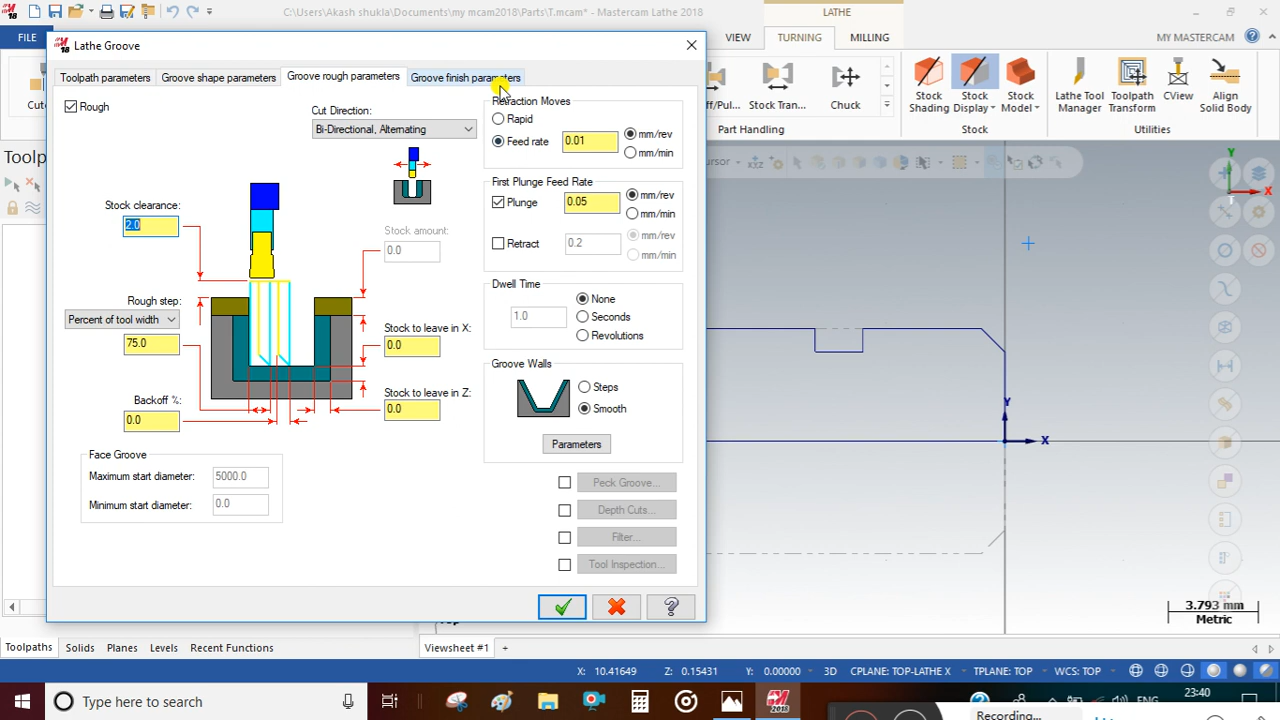 C:\Users\Akash shukla\Documents\my mcam2018\Parts\T.mcam* - Mastercam Lathe 2018
LATHE
FILE
VIEW
TURNING
MILLING
MY MASTERCAM
Lathe Groove
Toolpath parameters
Groove shape parameters
Groove rough parameters
Groove finish parameters
Rough
Cut Direction:
Bi-Directional, Alternating
Retraction Moves
Rapid
Feed rate
0.01
mm/rev
mm/min
First Plunge Feed Rate
Plunge
0.05
mm/rev
mm/min
Retract
0.2
mm/rev
mm/min
Stock clearance:
2.0
Stock amount:
0.0
Dwell Time
1.0
None
Seconds
Revolutions
Rough step:
Percent of tool width
75.0
Stock to leave in X:
0.0
Stock to leave in Z:
0.0
Backoff %:
0.0
Groove Walls
Steps
Smooth
Parameters
Face Groove
Maximum start diameter:
5000.0
Minimum start diameter:
0.0
Peck Groove...
Depth Cuts...
Filter...
Tool Inspection...
Stock Tran...
Chuck
Part Handling
Stock Shading
Stock Display
Stock Model
Stock
Lathe Tool Manager
Toolpath Transform
CView
Align Solid Body
Utilities
Y
X
Y
X
3.793 mm
Metric
Toolpaths
Solids
Planes
Levels
Recent Functions
Viewsheet #1
+
X: 10.41649
Z: 0.15431
Y: 0.00000
3D
CPLANE: TOP-LATHE X
TPLANE: TOP
WCS: TOP
Type here to search
ENG
23:40
Recording...